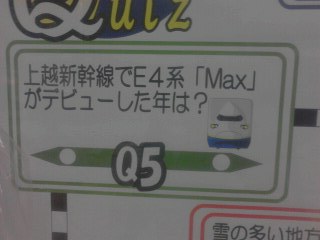 Quiz
上越新幹線でE4系「Max」
がデビューした年は?
Q5
雪の多い地方